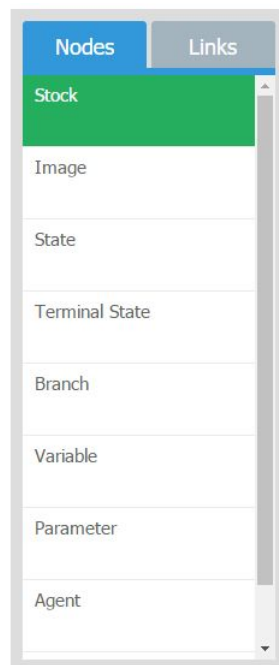 Nodes Links
Stock
Image
State
Terminal State
Branch
Variable
Parameter
Agent